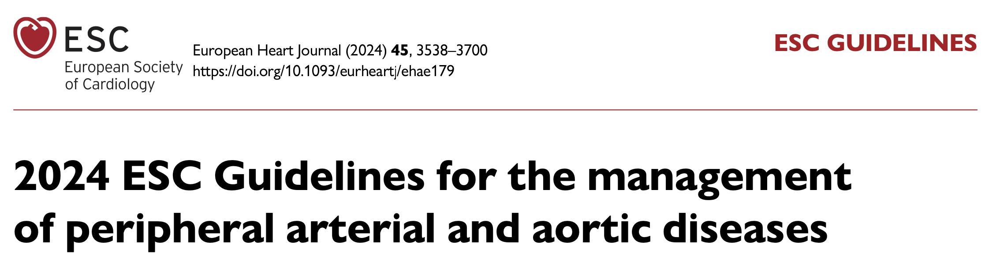 ESC
European Society
of Cardiology
European Heart Journal (2024) 45, 3538–3700
https://doi.org/10.1093/eurheartj/ehae179
ESC GUIDELINES
2024 ESC Guidelines for the management
of peripheral arterial and aortic diseases